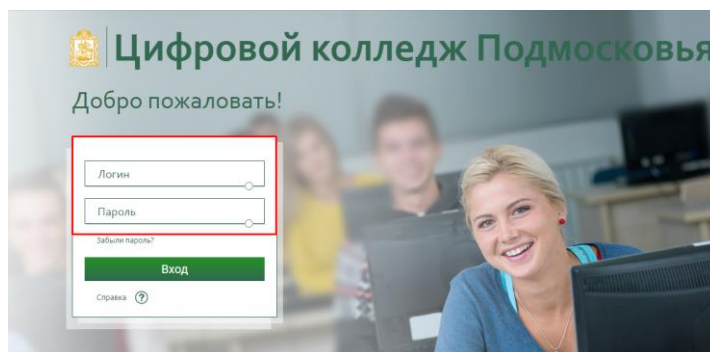 Цифровой колледж Подмосковья
Добро пожаловать!
Логин
Пароль
Забыли пароль?
Вход
Справка ?